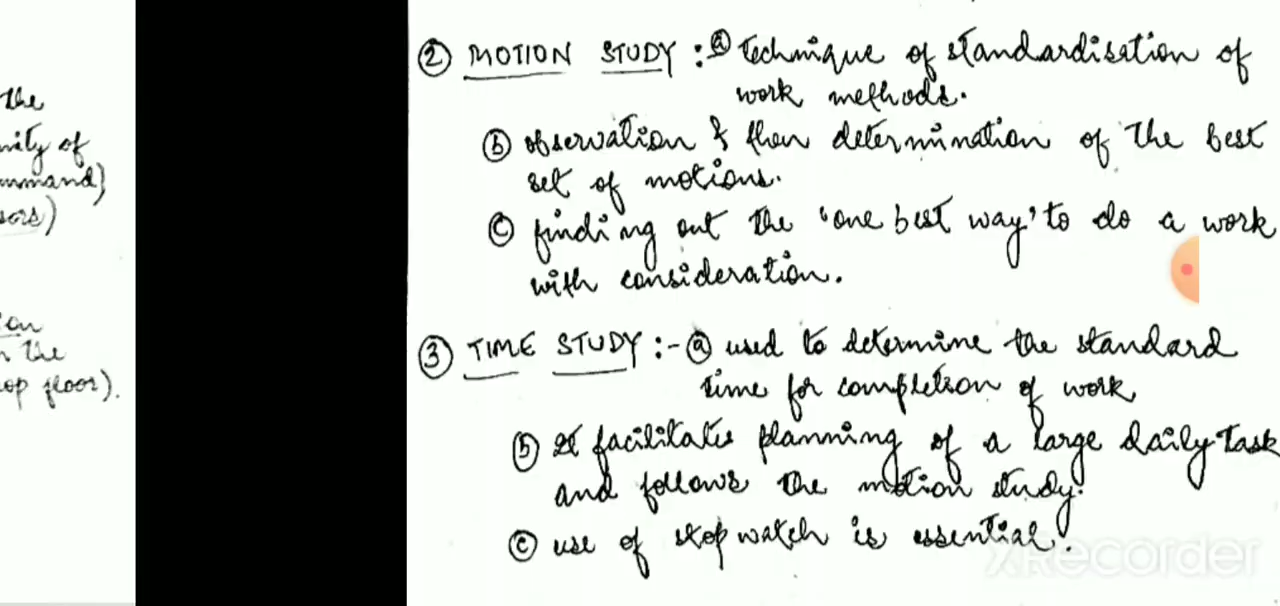 the
nity of
mmand)
sors)
on
n the
op floor).
② MOTION STUDY : ⓐ technique of standardisation of
work methods.
ⓑ observation & then determination of the best
set of motions.
ⓒ finding out the 'one best way' to do a work
with consideration.
③ TIME STUDY :- ⓐ used to determine the standard
time for completion of work
ⓑ It facilitates planning of a large daily task
and follows the motion study.
ⓒ use of stop watch is essential.
XRecorder